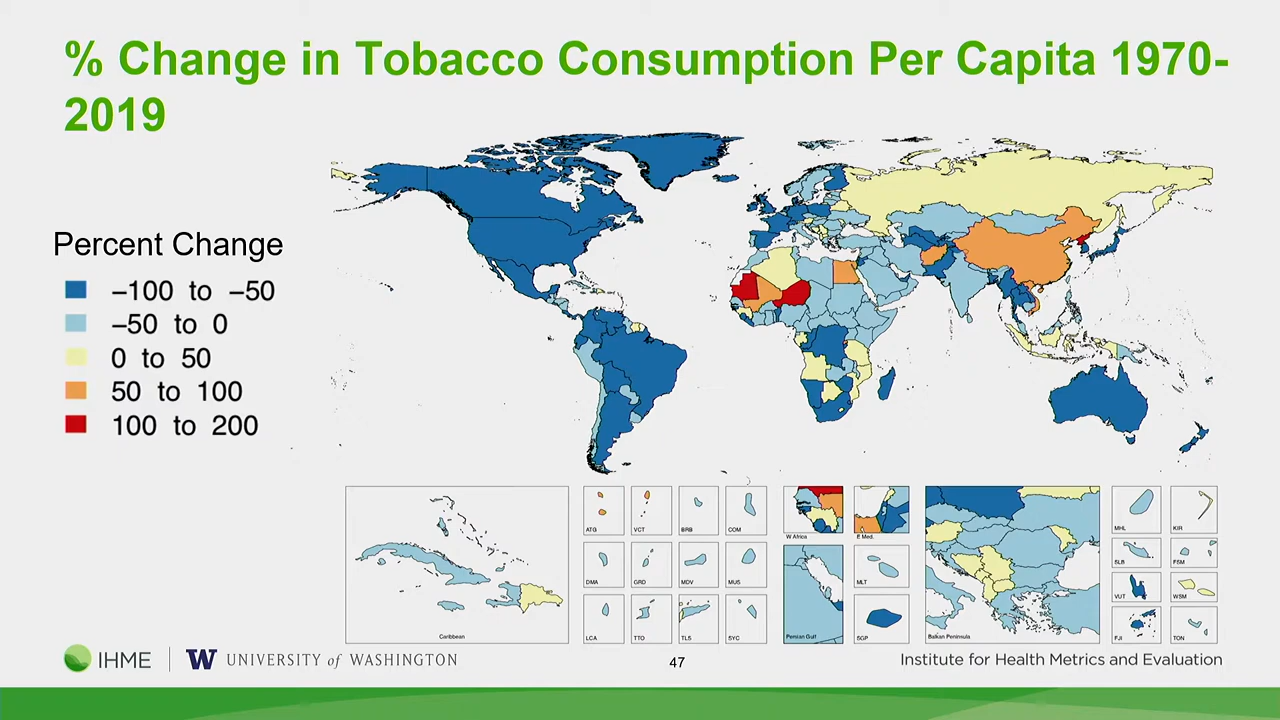 % Change in Tobacco Consumption Per Capita 1970-
2019
Percent Change
−100 to −50
−50 to 0
0 to 50
50 to 100
100 to 200
ATG
VCT
BRB
COM
W Africa
E Med.
MHL
KIR
DMA
GRD
MDV
MUS
MLT
SLB
FSM
LCA
TTO
TLS
SYC
SGP
VUT
WSM
FJI
TON
Caribbean
Persian Gulf
Balkan Peninsula
IHME
W UNIVERSITY of WASHINGTON
47
Institute for Health Metrics and Evaluation